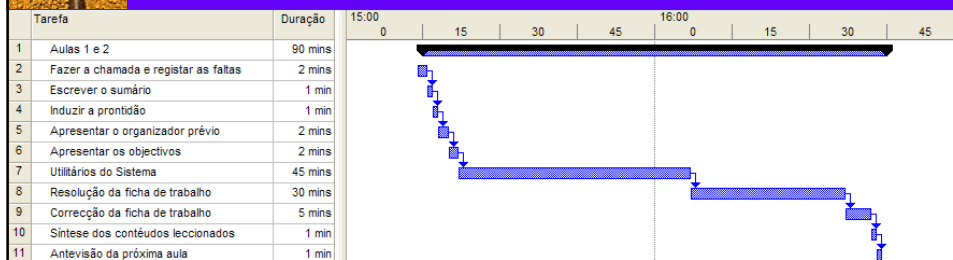 Tarefa Duração 15:00 16:00
0 15 30 45 0 15 30 45
1 Aulas 1 e 2 90 mins
2 Fazer a chamada e registar as faltas 2 mins
3 Escrever o sumário 1 min
4 Induzir a prontidão 1 min
5 Apresentar o organizador prévio 2 mins
6 Apresentar os objectivos 2 mins
7 Utilitários do Sistema 45 mins
8 Resolução da ficha de trabalho 30 mins
9 Correcção da ficha de trabalho 5 mins
10 Síntese dos contéudos leccionados 1 min
11 Antevisão da próxima aula 1 min